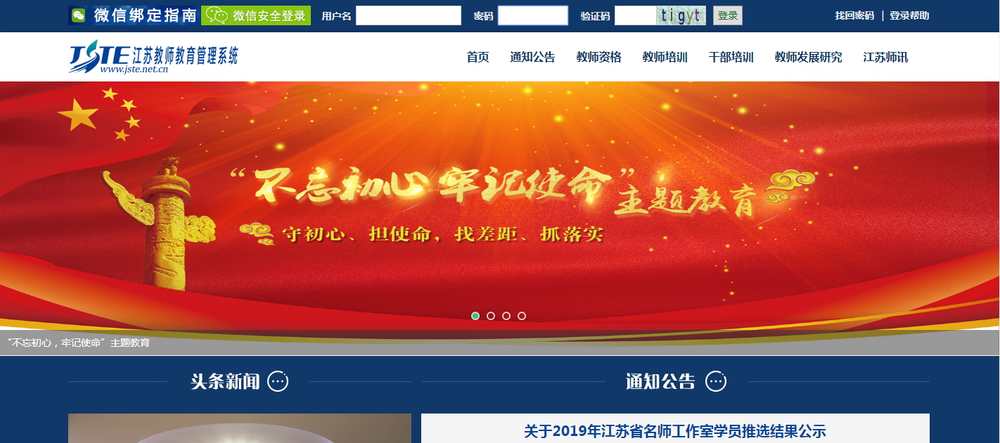 微信绑定指南 微信安全登录 用户名 密码 验证码 tigyt 登录 找回密码 | 登录帮助
JSTE 江苏教师教育管理系统
www.jste.net.cn
首页 通知公告 教师资格 教师培训 干部培训 教师发展研究 江苏师讯
“不忘初心 牢记使命”主题教育
守初心、担使命，找差距、抓落实
“不忘初心，牢记使命”主题教育
头条新闻 通知公告
关于2019年江苏省名师工作室学员推选结果公示